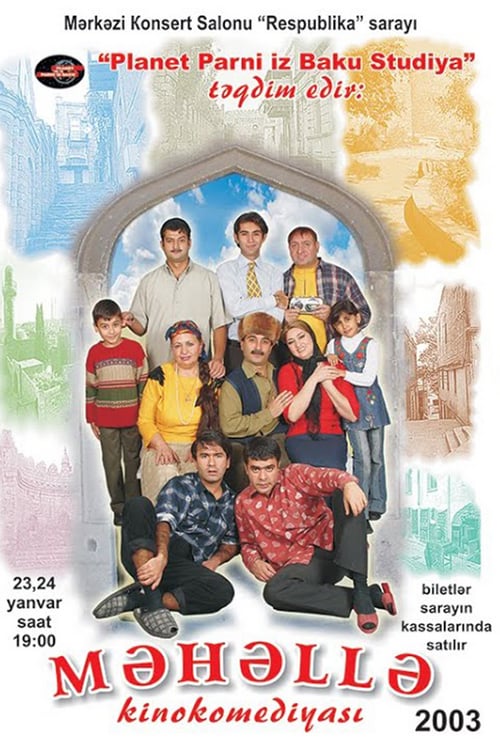 Mərkəzi Konsert Salonu “Respublika” sarayı
“Planet Parni iz Baku Studiya”
təqdim edir:
23,24
yanvar
saat
19:00
biletlər
sarayın
kassalarında
satılır
MƏHƏLLƏ
kinokomediyası
2003